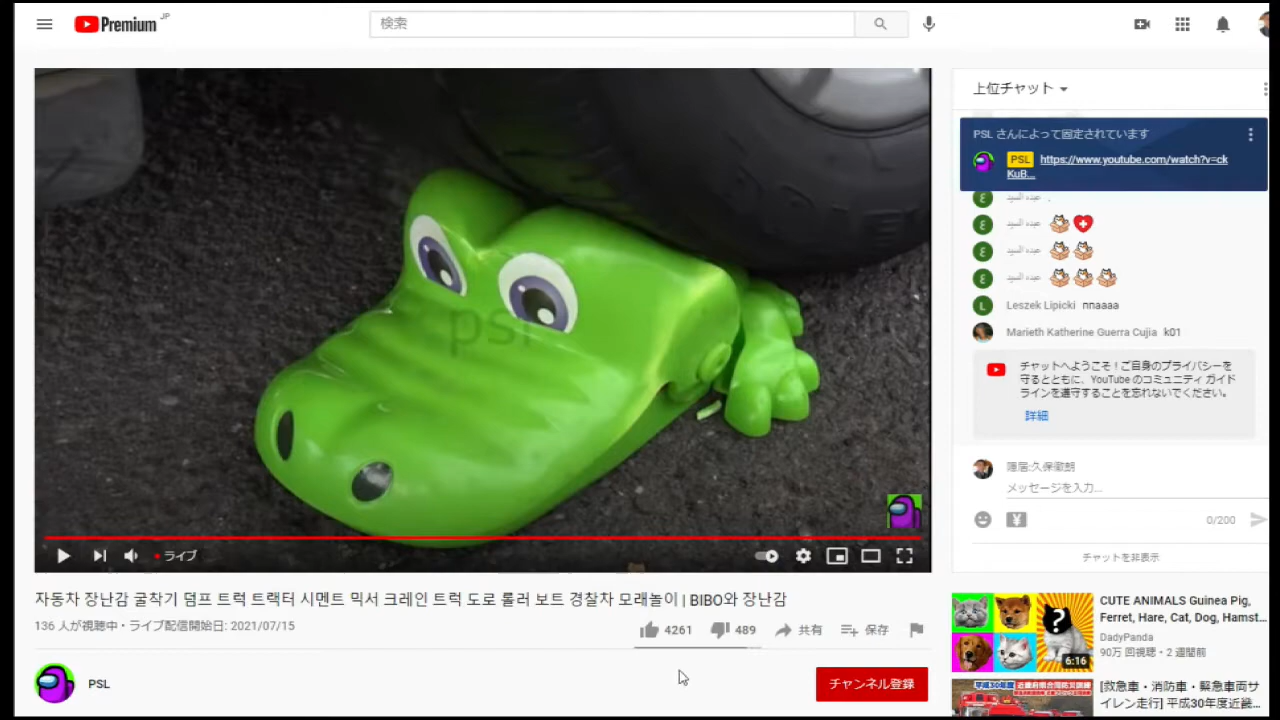 Premium JP
検索
上位チャット
PSL さんによって固定されています
PSL https://www.youtube.com/watch?v=ck
KuB...
عبده السيد .
عبده السيد
عبده السيد
عبده السيد
Leszek Lipicki nnaaaa
Marieth Katherine Guerra Cujia k01
チャットへようこそ！ご自身のプライバシーを
守るとともに、YouTube のコミュニティ ガイド
ラインを遵守することを忘れないでください。
詳細
隠居:久保徹朗
メッセージを入力...
0/200
チャットを非表示
psl
ライブ
자동차 장난감 굴착기 덤프 트럭 트랙터 시멘트 믹서 크레인 트럭 도로 롤러 보트 경찰차 모래놀이 | BIBO와 장난감
136 人が視聴中・ライブ配信開始日: 2021/07/15
4261 489 共有 保存
PSL
チャンネル登録
CUTE ANIMALS Guinea Pig,
Ferret, Hare, Cat, Dog, Hamst...
DadyPanda
90万 回視聴・2 週間前
?
6:16
[救急車・消防車・緊急車両サ
イレン走行] 平成30年度近畿...